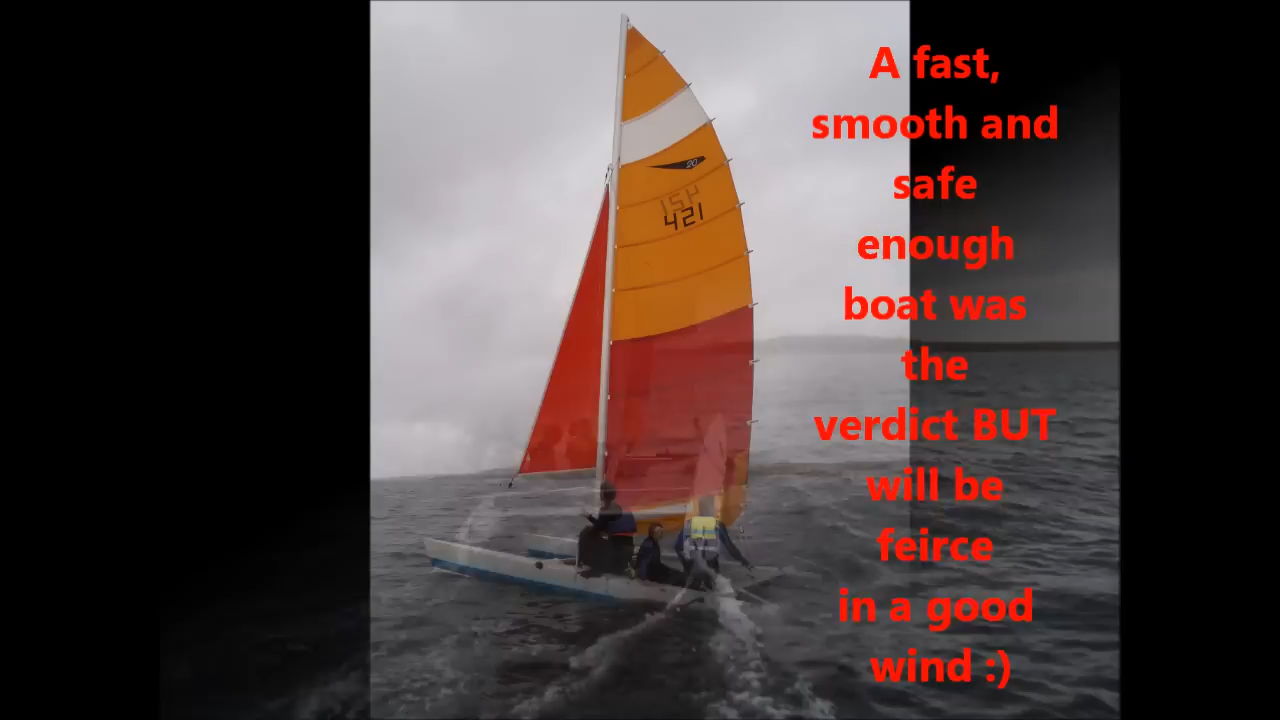 A fast,
smooth and
safe
enough
boat was
the
verdict BUT
will be
feirce
in a good
wind :)
20
421